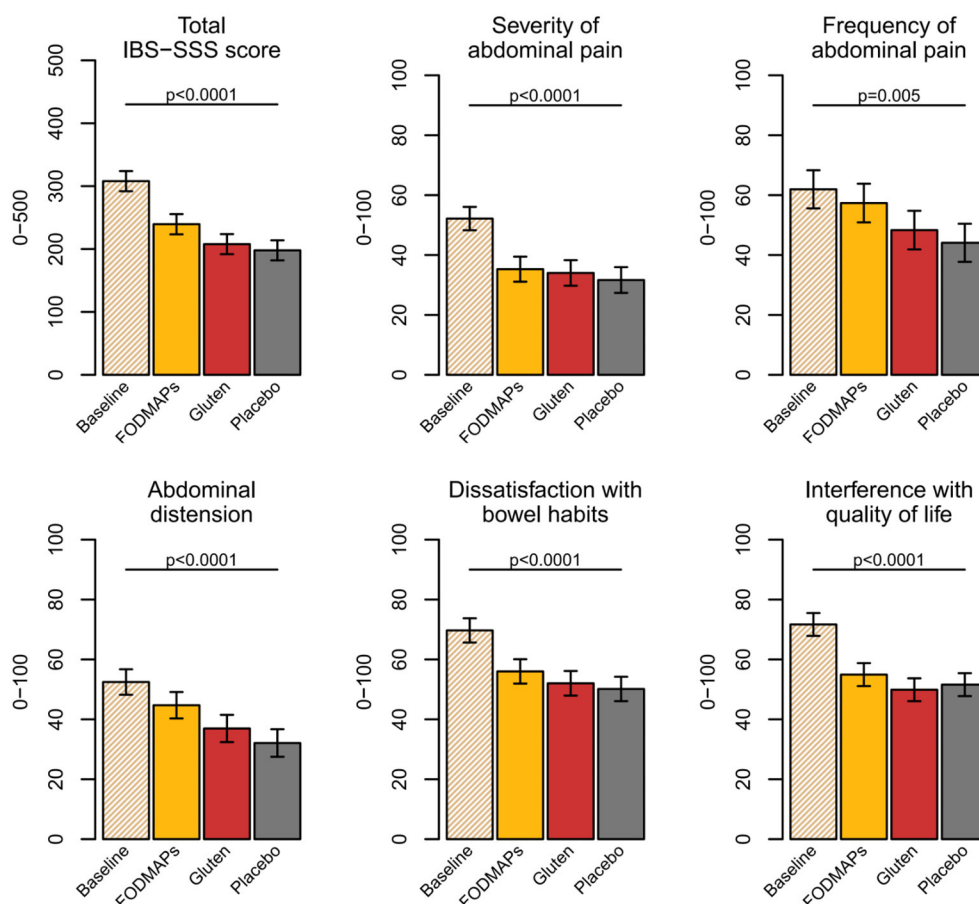 Total
IBS−SSS score
0−500
500
400
300
200
100
0
p<0.0001
Baseline
FODMAPs
Gluten
Placebo
Severity of
abdominal pain
0−100
100
80
60
40
20
0
p<0.0001
Baseline
FODMAPs
Gluten
Placebo
Frequency of
abdominal pain
0−100
100
80
60
40
20
0
p=0.005
Baseline
FODMAPs
Gluten
Placebo
Abdominal
distension
0−100
100
80
60
40
20
0
p<0.0001
Baseline
FODMAPs
Gluten
Placebo
Dissatisfaction with
bowel habits
0−100
100
80
60
40
20
0
p<0.0001
Baseline
FODMAPs
Gluten
Placebo
Interference with
quality of life
0−100
100
80
60
40
20
0
p<0.0001
Baseline
FODMAPs
Gluten
Placebo